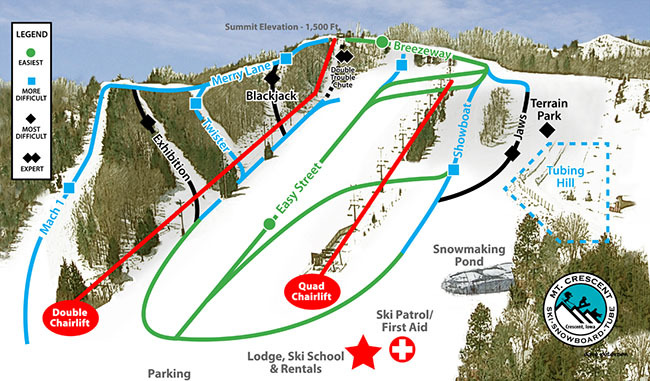 Summit Elevation - 1,500 Ft.
LEGEND
EASIEST
MORE
DIFFICULT
MOST
DIFFICULT
EXPERT
Breezeway
Merry Lane
Double
Trouble
Chute
Blackjack
Twister
Exhibition
Mach 1
Easy Street
Showboat
Jaws
Terrain
Park
Tubing
Hill
Snowmaking
Pond
Double
Chairlift
Quad
Chairlift
Ski Patrol/
First Aid
Lodge, Ski School
& Rentals
Parking
MT. CRESCENT
SKI·SNOWBOARD·TUBE
Crescent, Iowa